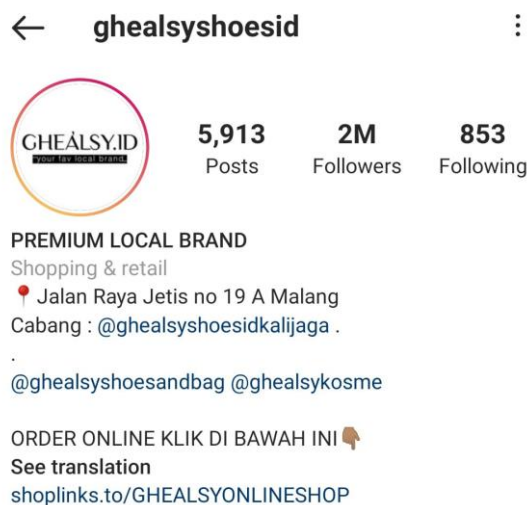 ghealsyshoesid
GHEALSY.ID
"your fav local brand„
5,913
Posts
2M
Followers
853
Following
PREMIUM LOCAL BRAND
Shopping & retail
Jalan Raya Jetis no 19 A Malang
Cabang : @ghealsyshoesidkalijaga .
.
@ghealsyshoesandbag @ghealsykosme
ORDER ONLINE KLIK DI BAWAH INI
See translation
shoplinks.to/GHEALSYONLINESHOP